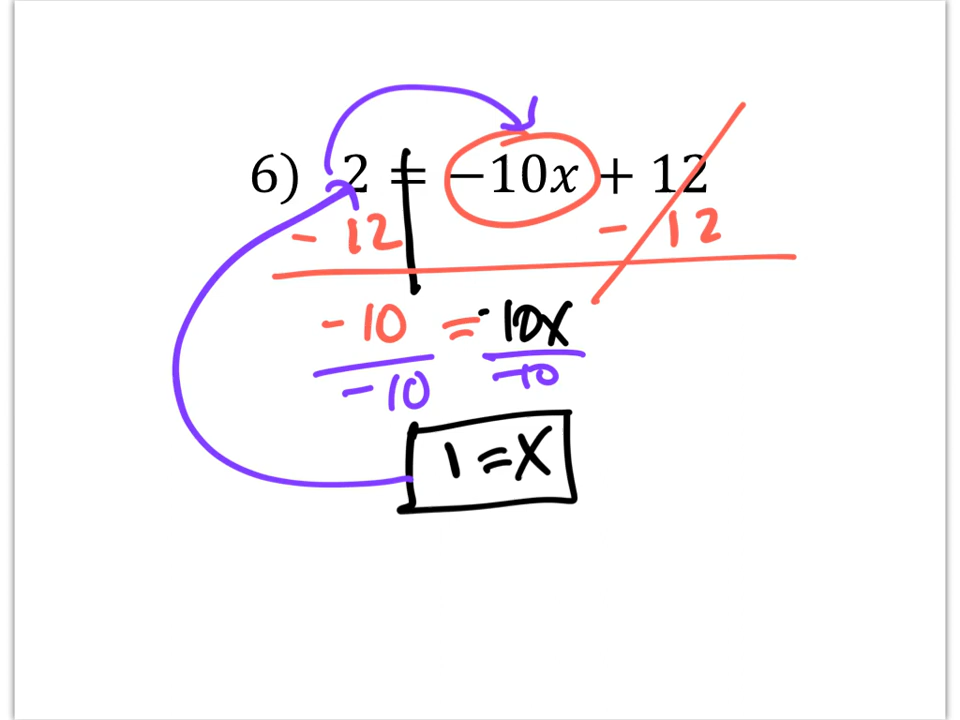 6) 2 = −10x + 12
- 12 - 12
-10 = -10x
-10 -10
1 = X